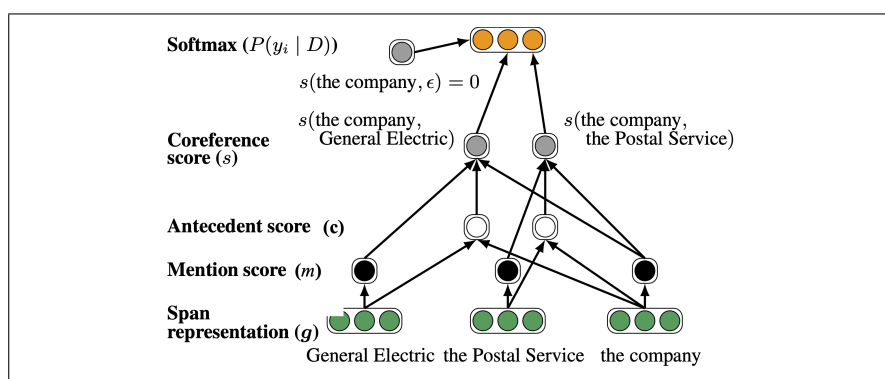 Softmax (P(y_i | D))
s(the company, ϵ) = 0
s(the company,
General Electric)
s(the company,
the Postal Service)
Coreference
score (s)
Antecedent score (c)
Mention score (m)
Span
representation (g)
General Electric the Postal Service the company